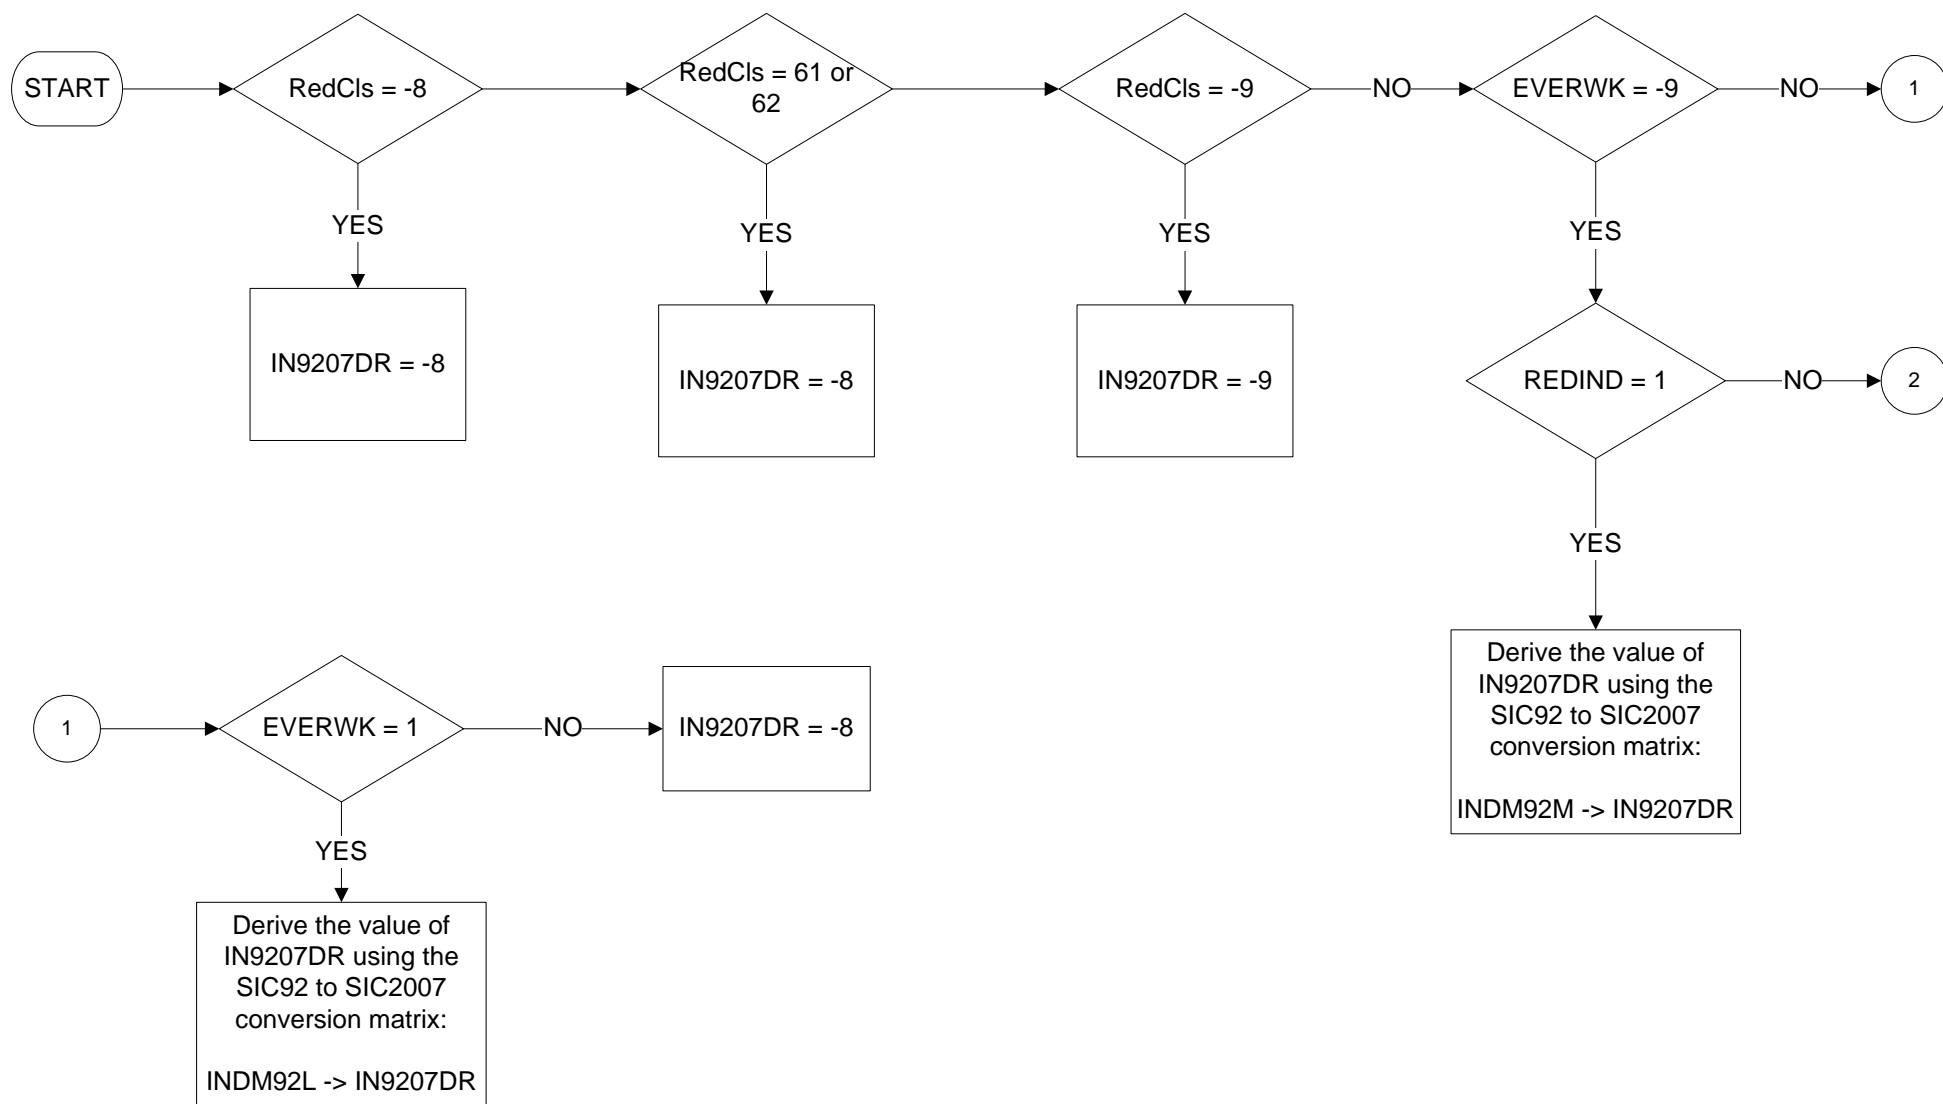 START
RedCls = -8
RedCls = 61 or
62
RedCls = -9
NO
EVERWK = -9
NO
1
YES
YES
YES
YES
IN9207DR = -8
IN9207DR = -8
IN9207DR = -9
REDIND = 1
NO
2
YES
Derive the value of
IN9207DR using the
SIC92 to SIC2007
conversion matrix:
INDM92M -> IN9207DR
1
EVERWK = 1
NO
IN9207DR = -8
YES
Derive the value of
IN9207DR using the
SIC92 to SIC2007
conversion matrix:
INDM92L -> IN9207DR